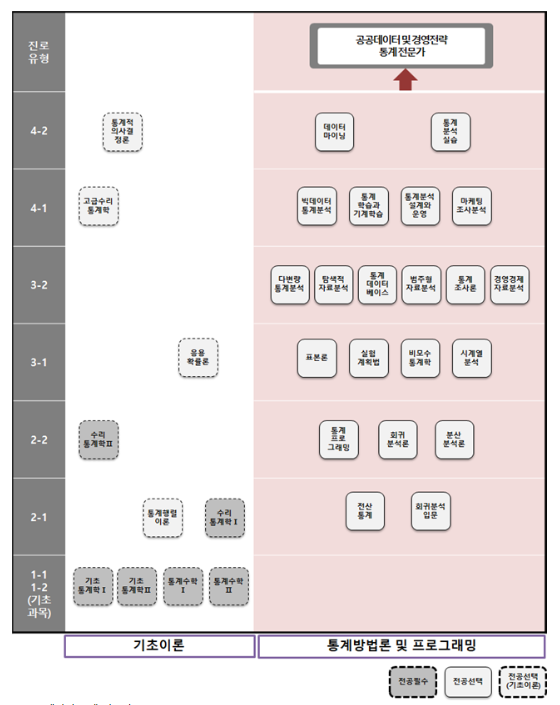 진로
유형
공공데이터 및 경영전략
통계 전문가
4-2
통계적
의사결
정론
데이터
마이닝
통계
분석
실습
4-1
고급수리
통계학
빅데이터
통계분석
통계
학습과
기계학습
통계분석
설계와
운영
마케팅
조사분석
3-2
다변량
통계분석
탐색적
자료분석
통계
데이터
베이스
범주형
자료분석
통계
조사론
경영경제
자료분석
3-1
응용
확률론
표본론
실험
계획법
비모수
통계학
시계열
분석
2-2
수리
통계학Ⅱ
통계
프로
그래밍
회귀
분석론
분산
분석론
2-1
통계행렬
이론
수리
통계학Ⅰ
전산
통계
회귀분석
입문
1-1
1-2
(기초
과목)
기초
통계학Ⅰ
기초
통계학Ⅱ
통계수학
Ⅰ
통계수학
Ⅱ
기초이론
통계방법론 및 프로그래밍
전공필수
전공선택
전공선택
(기초이론)